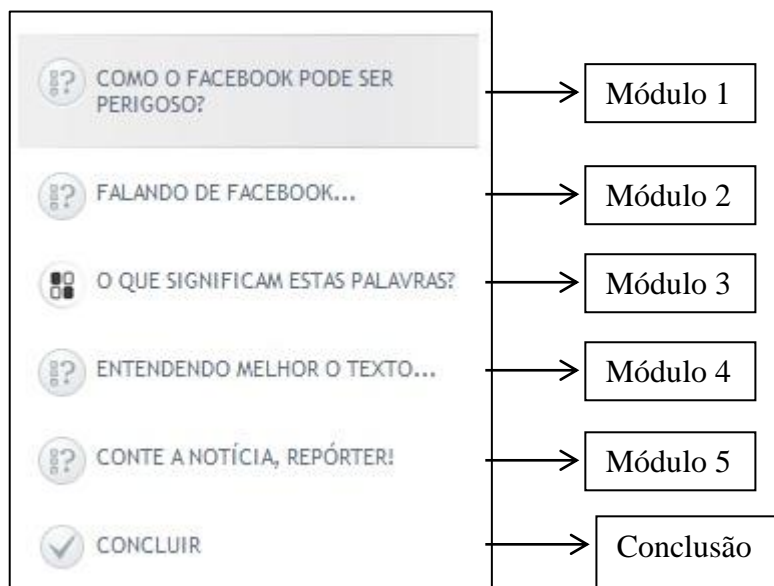 COMO O FACEBOOK PODE SER
PERIGOSO?
Módulo 1
FALANDO DE FACEBOOK...
Módulo 2
O QUE SIGNIFICAM ESTAS PALAVRAS?
Módulo 3
ENTENDENDO MELHOR O TEXTO...
Módulo 4
CONTE A NOTÍCIA, REPÓRTER!
Módulo 5
CONCLUIR
Conclusão